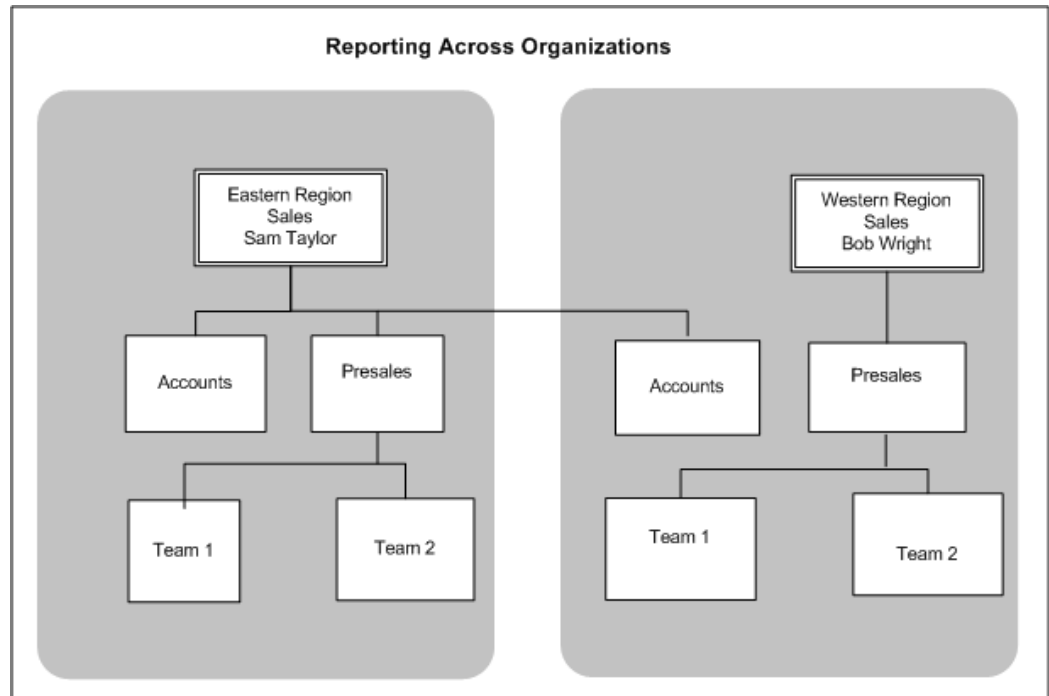 Reporting Across Organizations
Eastern Region
Sales
Sam Taylor
Western Region
Sales
Bob Wright
Accounts
Presales
Accounts
Presales
Team 1
Team 2
Team 1
Team 2